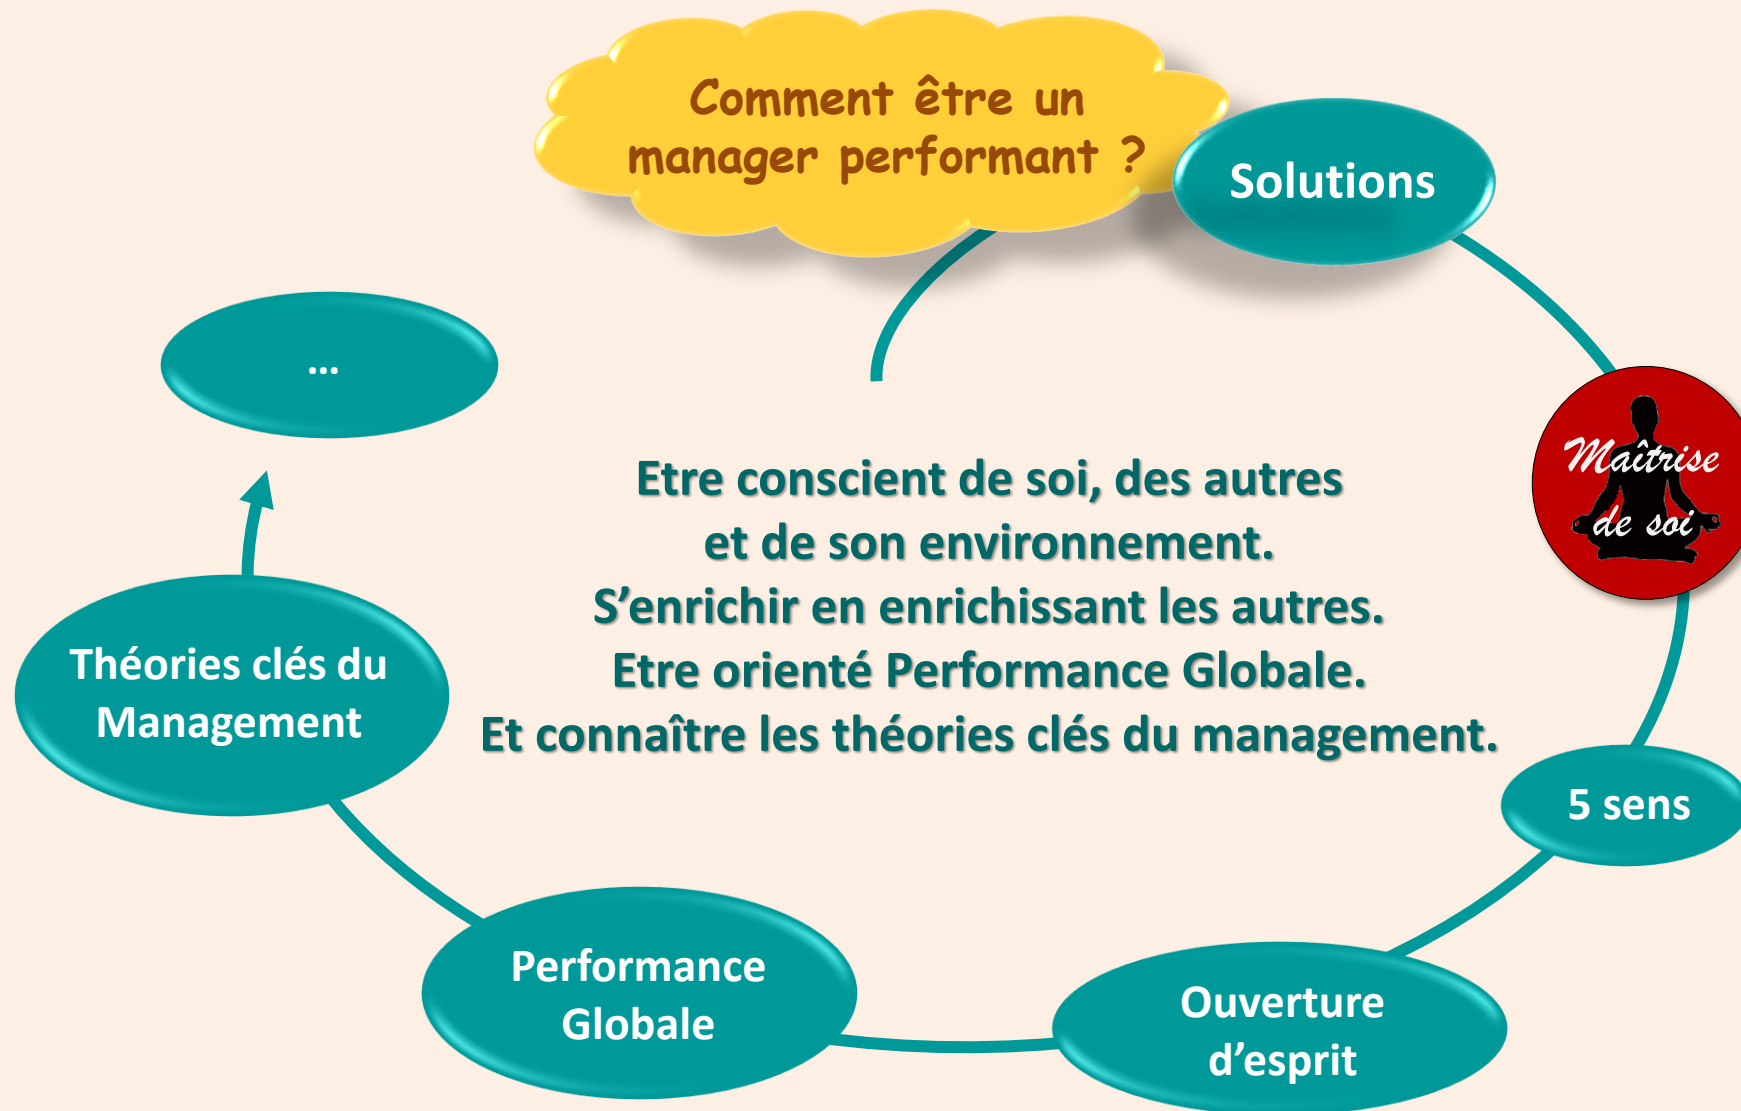 Comment être un
manager performant ?
Solutions
...
Maîtrise
de soi
Etre conscient de soi, des autres
et de son environnement.
S’enrichir en enrichissant les autres.
Etre orienté Performance Globale.
Et connaître les théories clés du management.
Théories clés du
Management
5 sens
Performance
Globale
Ouverture
d’esprit